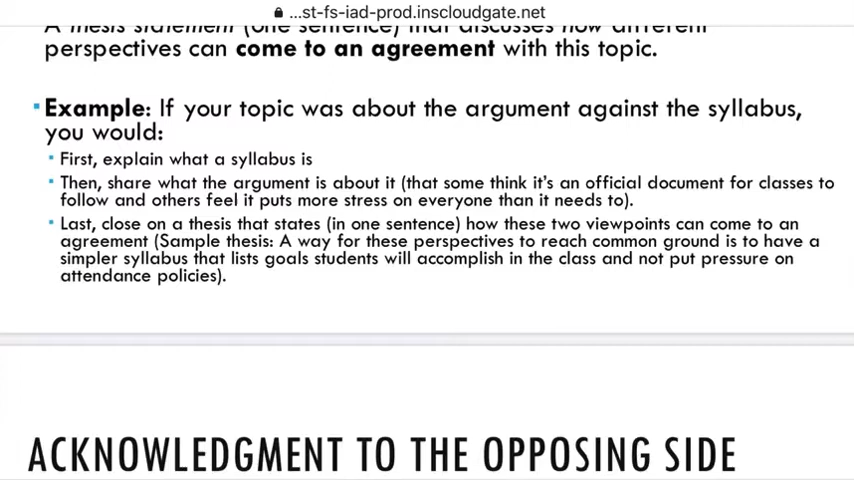 ...st-fs-iad-prod.inscloudgate.net
A thesis statement (one sentence) that discusses how different
perspectives can come to an agreement with this topic.
Example: If your topic was about the argument against the syllabus,
you would:
First, explain what a syllabus is
Then, share what the argument is about it (that some think it's an official document for classes to
follow and others feel it puts more stress on everyone than it needs to).
Last, close on a thesis that states (in one sentence) how these two viewpoints can come to an
agreement (Sample thesis: A way for these perspectives to reach common ground is to have a
simpler syllabus that lists goals students will accomplish in the class and not put pressure on
attendance policies).
ACKNOWLEDGMENT TO THE OPPOSING SIDE